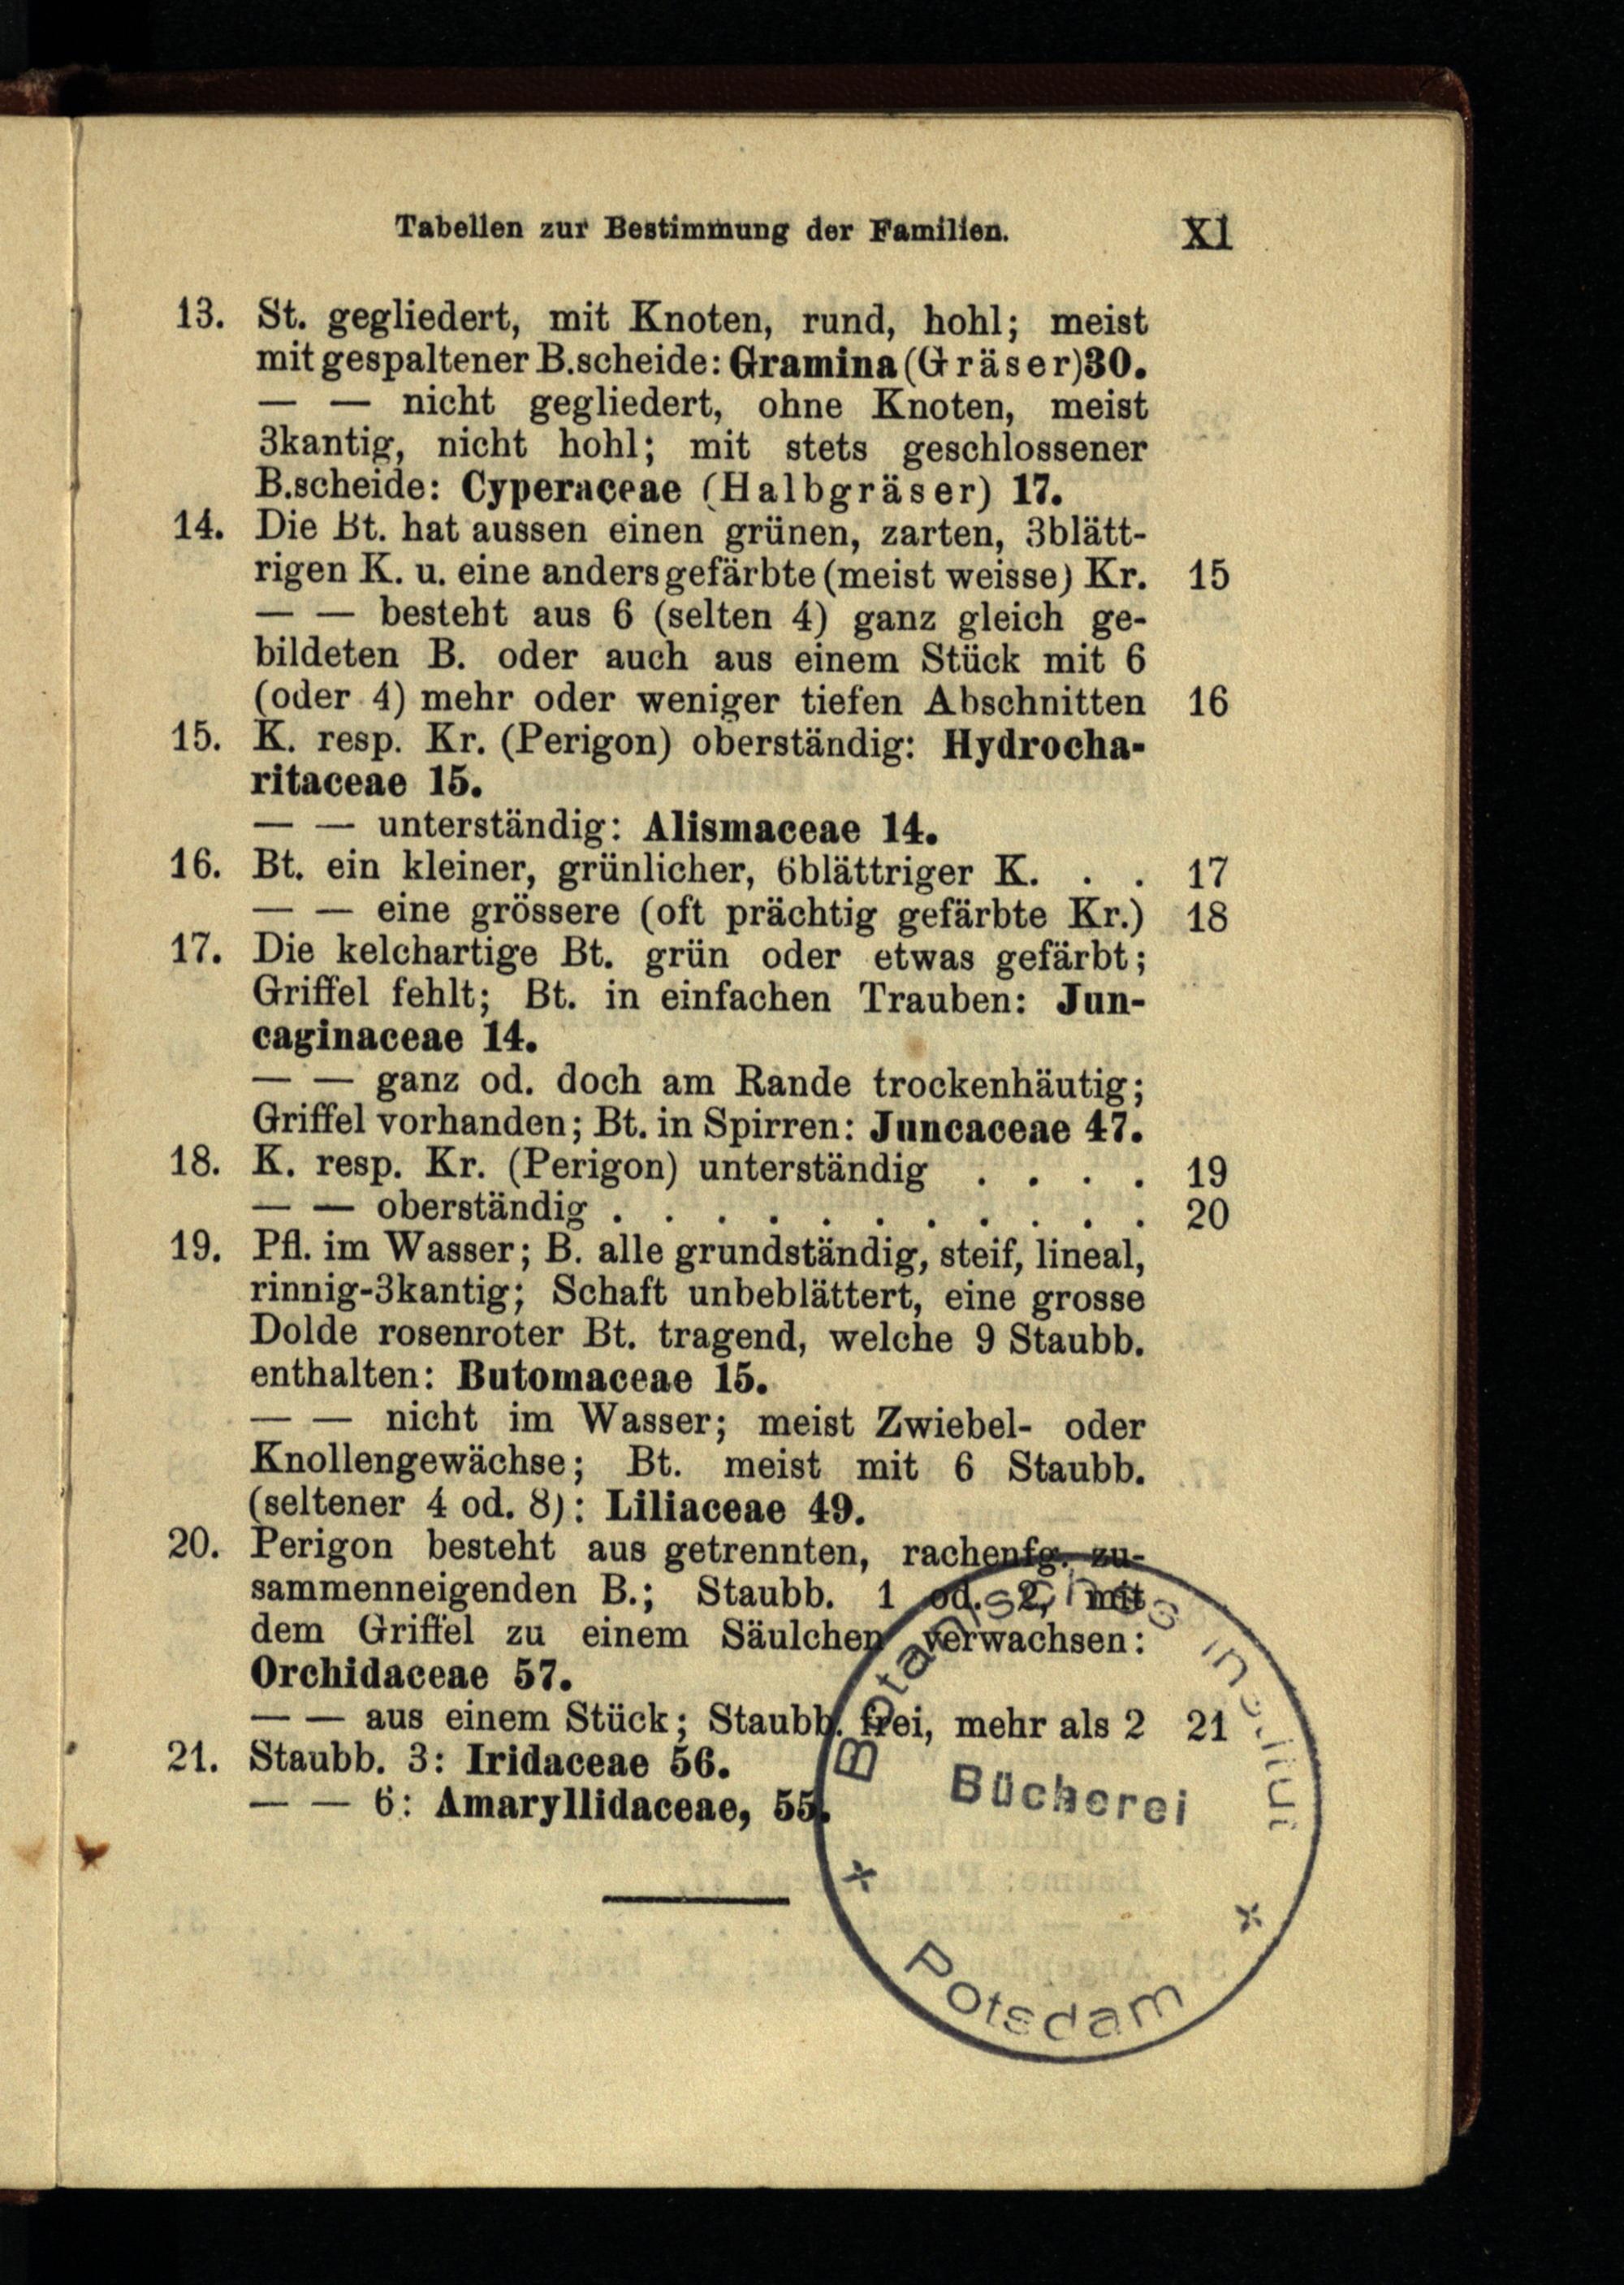 Tabellen zur Bestimmung der Familien. XI
13. St. gegliedert, mit Knoten, rund, hohl; meist
mit gespaltener B.scheide: Gramina (Gräser) 30.
— — nicht gegliedert, ohne Knoten, meist
3kantig, nicht hohl; mit stets geschlossener
B.scheide: Cyperaceae (Halbgräser) 17.
14. Die Bt. hat aussen einen grünen, zarten, 3blätt-
rigen K. u. eine anders gefärbte (meist weisse) Kr. 15
— — besteht aus 6 (selten 4) ganz gleich ge-
bildeten B. oder auch aus einem Stück mit 6
(oder 4) mehr oder weniger tiefen Abschnitten 16
15. K. resp. Kr. (Perigon) oberständig: Hydrocha-
ritaceae 15.
— — unterständig: Alismaceae 14.
16. Bt. ein kleiner, grünlicher, 6blättriger K. . . 17
— — eine grössere (oft prächtig gefärbte Kr.) 18
17. Die kelchartige Bt. grün oder etwas gefärbt;
Griffel fehlt; Bt. in einfachen Trauben: Jun-
caginaceae 14.
— — ganz od. doch am Rande trockenhäutig;
Griffel vorhanden; Bt. in Spirren: Juncaceae 47.
18. K. resp. Kr. (Perigon) unterständig . . . . 19
— — oberständig . . . . . . . . . . . 20
19. Pfl. im Wasser; B. alle grundständig, steif, lineal,
rinnig-3kantig; Schaft unbeblättert, eine grosse
Dolde rosenroter Bt. tragend, welche 9 Staubb.
enthalten: Butomaceae 15.
— — nicht im Wasser; meist Zwiebel- oder
Knollengewächse; Bt. meist mit 6 Staubb.
(seltener 4 od. 8): Liliaceae 49.
20. Perigon besteht aus getrennten, rachenfg. zu-
sammenneigenden B.; Staubb. 1 od. 2, mit
dem Griffel zu einem Säulchen verwachsen:
Orchidaceae 57.
— — aus einem Stück; Staubb. frei, mehr als 2 21
21. Staubb. 3: Iridaceae 56.
— — 6: Amaryllidaceae, 55.
Botanisches Institut
Bücherei
Potsdam